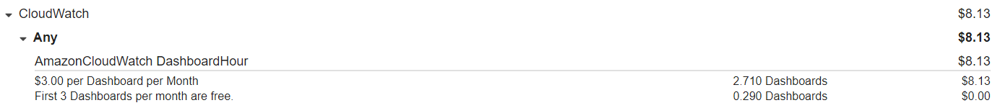 CloudWatch $8.13
Any $8.13
AmazonCloudWatch DashboardHour $8.13
$3.00 per Dashboard per Month 2.710 Dashboards $8.13
First 3 Dashboards per month are free. 0.290 Dashboards $0.00